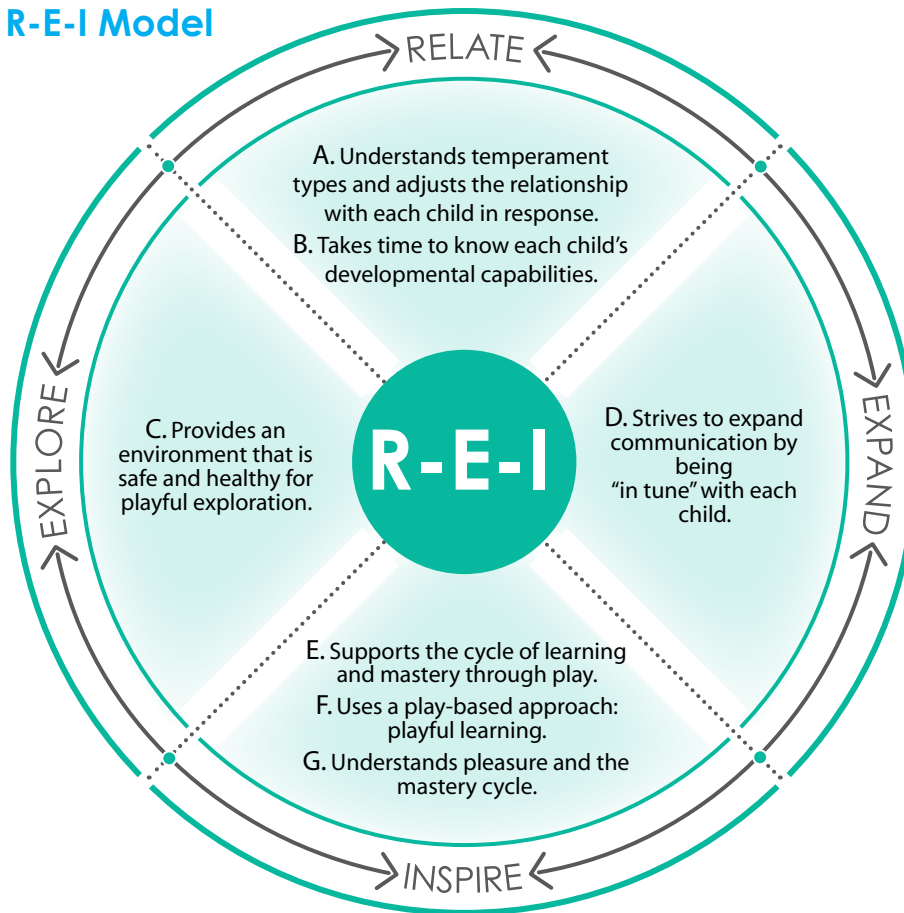 R-E-I Model
RELATE
A. Understands temperament
types and adjusts the relationship
with each child in response.
B. Takes time to know each child’s
developmental capabilities.
EXPLORE
C. Provides an
environment that is
safe and healthy for
playful exploration.
R-E-I
D. Strives to expand
communication by
being
“in tune” with each
child.
EXPAND
E. Supports the cycle of learning
and mastery through play.
F. Uses a play-based approach:
playful learning.
G. Understands pleasure and the
mastery cycle.
INSPIRE